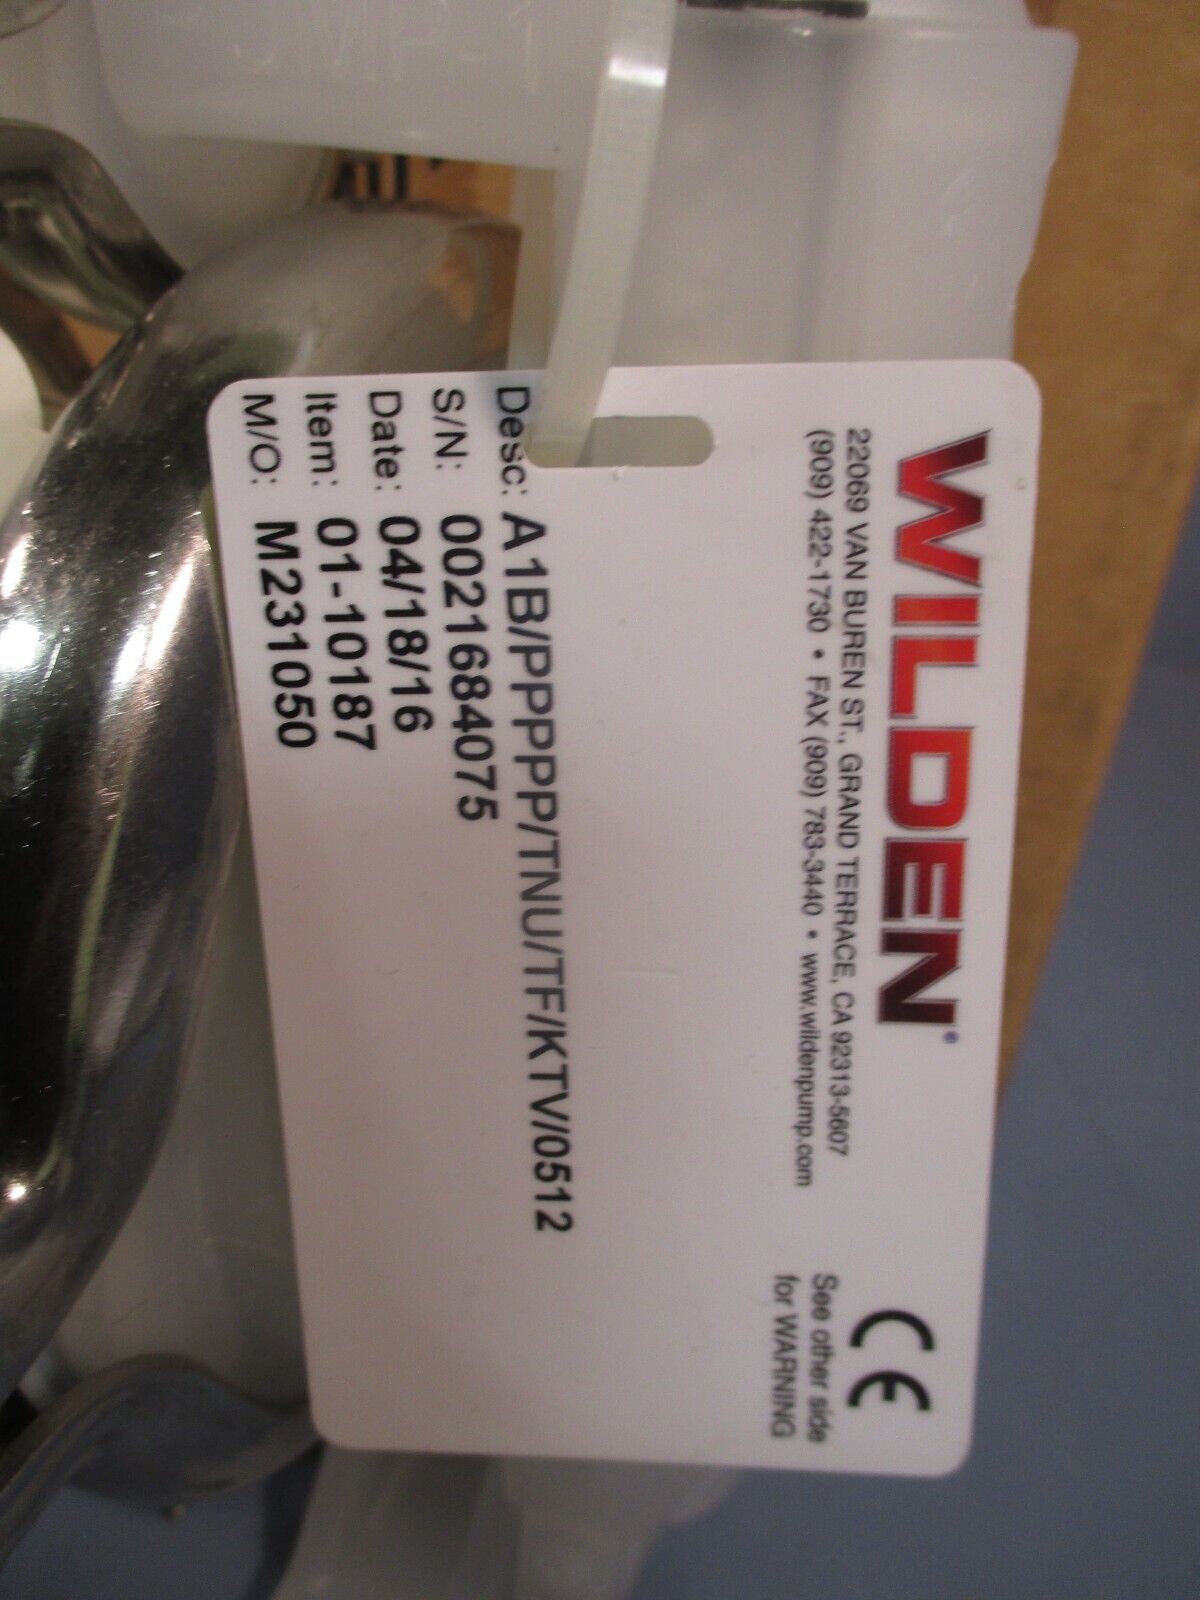 WILDEN®
22069 VAN BUREN ST., GRAND TERRACE, CA 92313-5607
(909) 422-1730 • FAX (909) 783-3440 • www.wildenpump.com
CE
See other side
for WARNING
Desc: A1B/PPPPP/TNU/TF/KTV/0512
S/N: 0021684075
Date: 04/18/16
Item: 01-10187
M/O: M231050